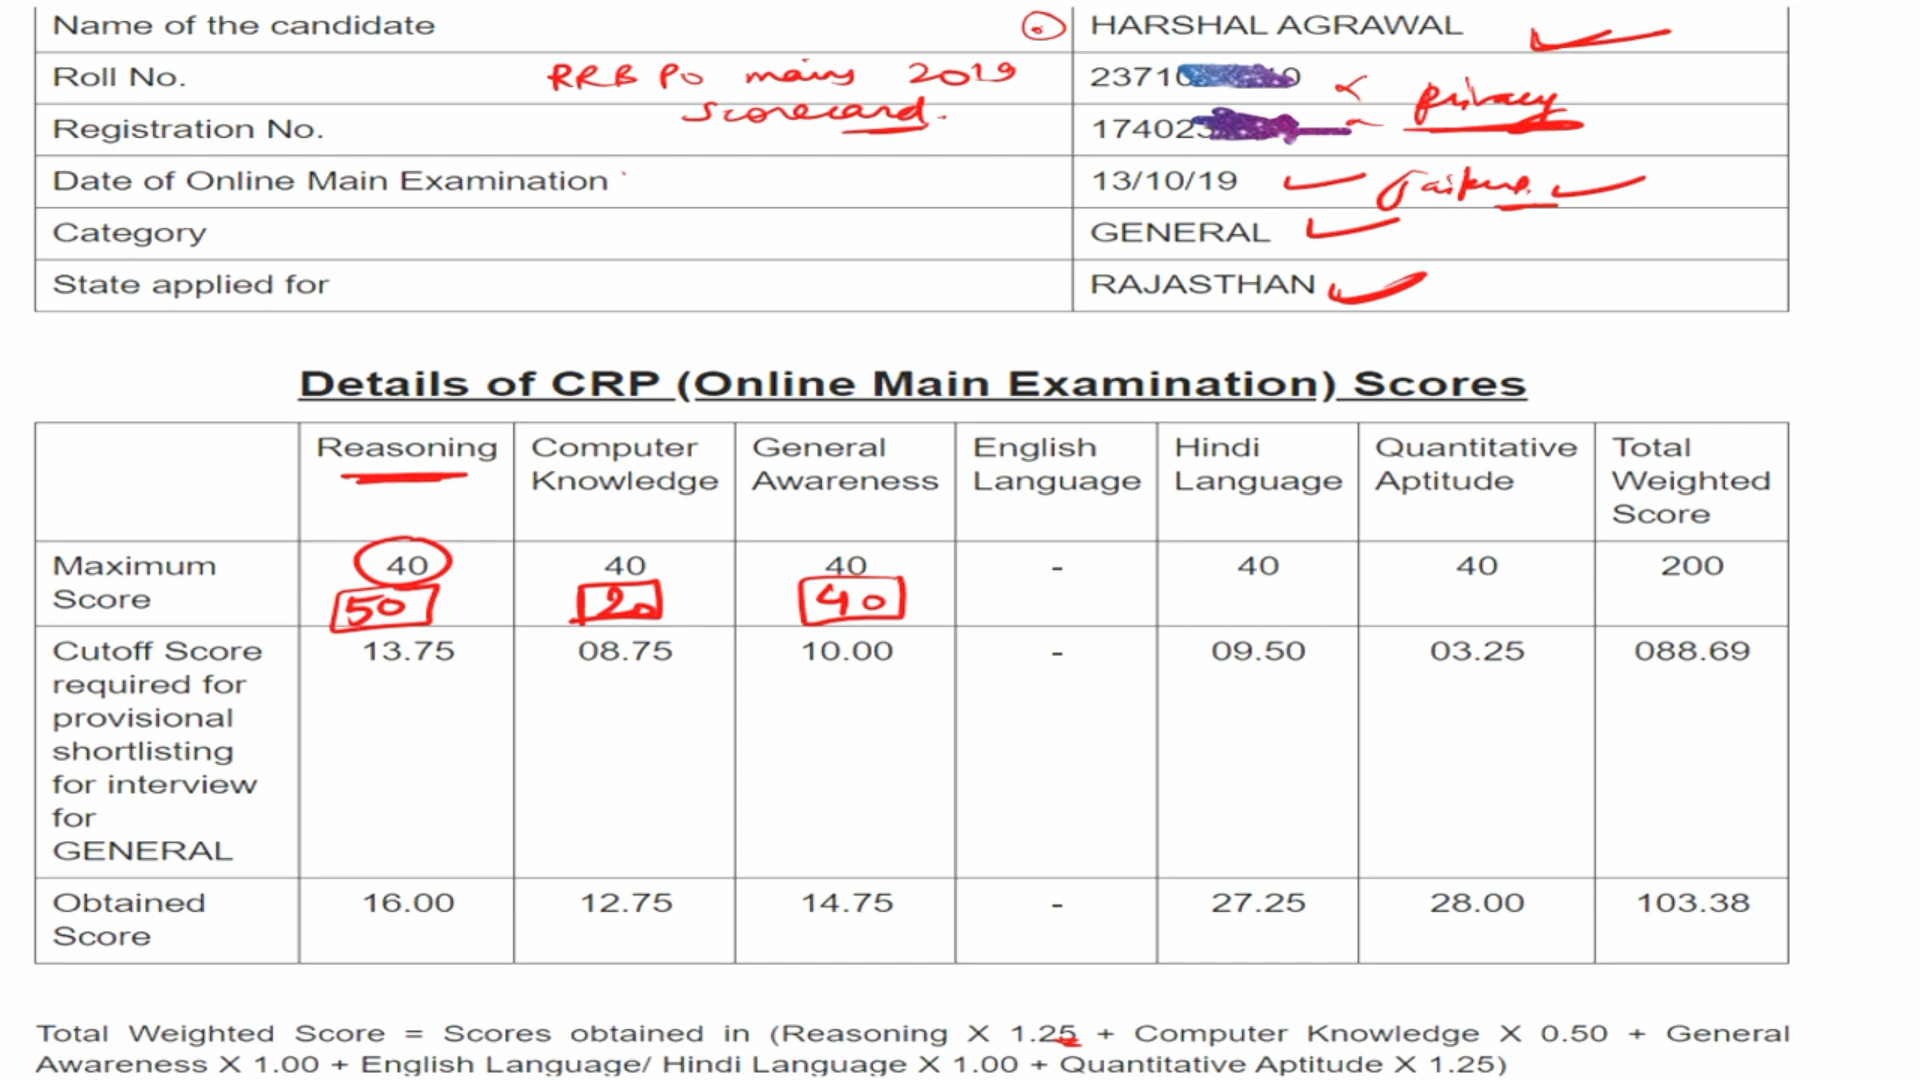 Name of the candidate HARSHAL AGRAWAL
Roll No. RRB PO mains 2019 23710
scorecard.
privacy
Registration No. 17402
Date of Online Main Examination 13/10/19
Category GENERAL
State applied for RAJASTHAN
Details of CRP (Online Main Examination) Scores
Reasoning Computer General English Hindi Quantitative Total
Knowledge Awareness Language Language Aptitude Weighted
Score
Maximum 40 40 40 - 40 40 200
Score 50 20 40
Cutoff Score 13.75 08.75 10.00 - 09.50 03.25 088.69
required for
provisional
shortlisting
for interview
for
GENERAL
Obtained 16.00 12.75 14.75 - 27.25 28.00 103.38
Score
Total Weighted Score = Scores obtained in (Reasoning X 1.25 + Computer Knowledge X 0.50 + General
Awareness X 1.00 + English Language/ Hindi Language X 1.00 + Quantitative Aptitude X 1.25)